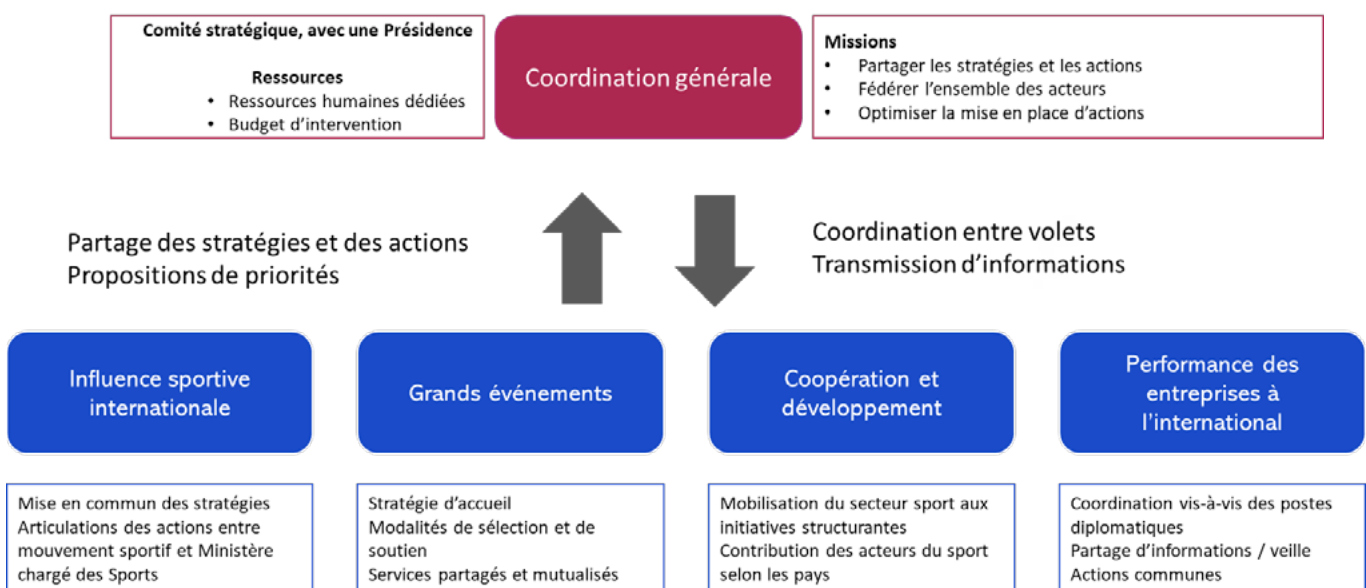 Comité stratégique, avec une Présidence
Ressources
• Ressources humaines dédiées
• Budget d'intervention
Coordination générale
Missions
• Partager les stratégies et les actions
• Fédérer l'ensemble des acteurs
• Optimiser la mise en place d'actions
Partage des stratégies et des actions
Propositions de priorités
Coordination entre volets
Transmission d'informations
Influence sportive
internationale
Grands événements
Coopération et
développement
Performance des
entreprises à
l'international
Mise en commun des stratégies
Articulations des actions entre
mouvement sportif et Ministère
chargé des Sports
Stratégie d'accueil
Modalités de sélection et de
soutien
Services partagés et mutualisés
Mobilisation du secteur sport aux
initiatives structurantes
Contribution des acteurs du sport
selon les pays
Coordination vis-à-vis des postes
diplomatiques
Partage d'informations / veille
Actions communes